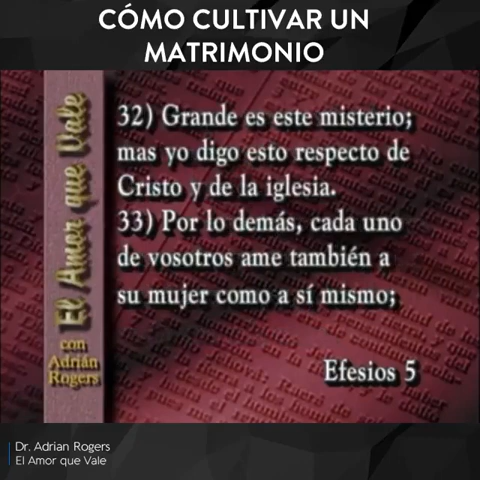 CÓMO CULTIVAR UN
MATRIMONIO
El Amor que Vale
con
Adrián
Rogers
32) Grande es este misterio;
mas yo digo esto respecto de
Cristo y de la iglesia.
33) Por lo demás, cada uno
de vosotros ame también a
su mujer como a sí mismo;
Efesios 5
Dr. Adrian Rogers
El Amor que Vale